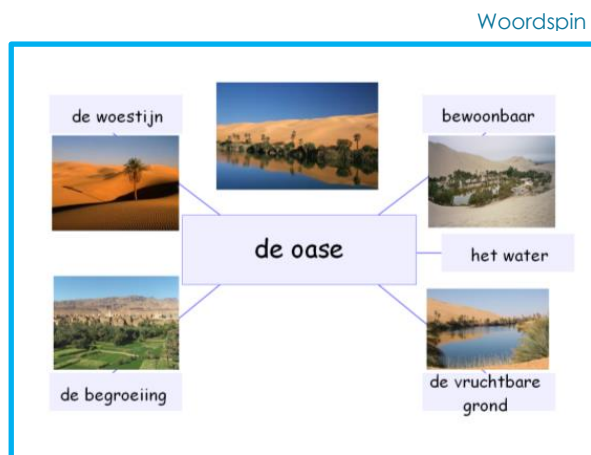 Woordspin
de woestijn
bewoonbaar
de oase
het water
de begroeiing
de vruchtbare
grond